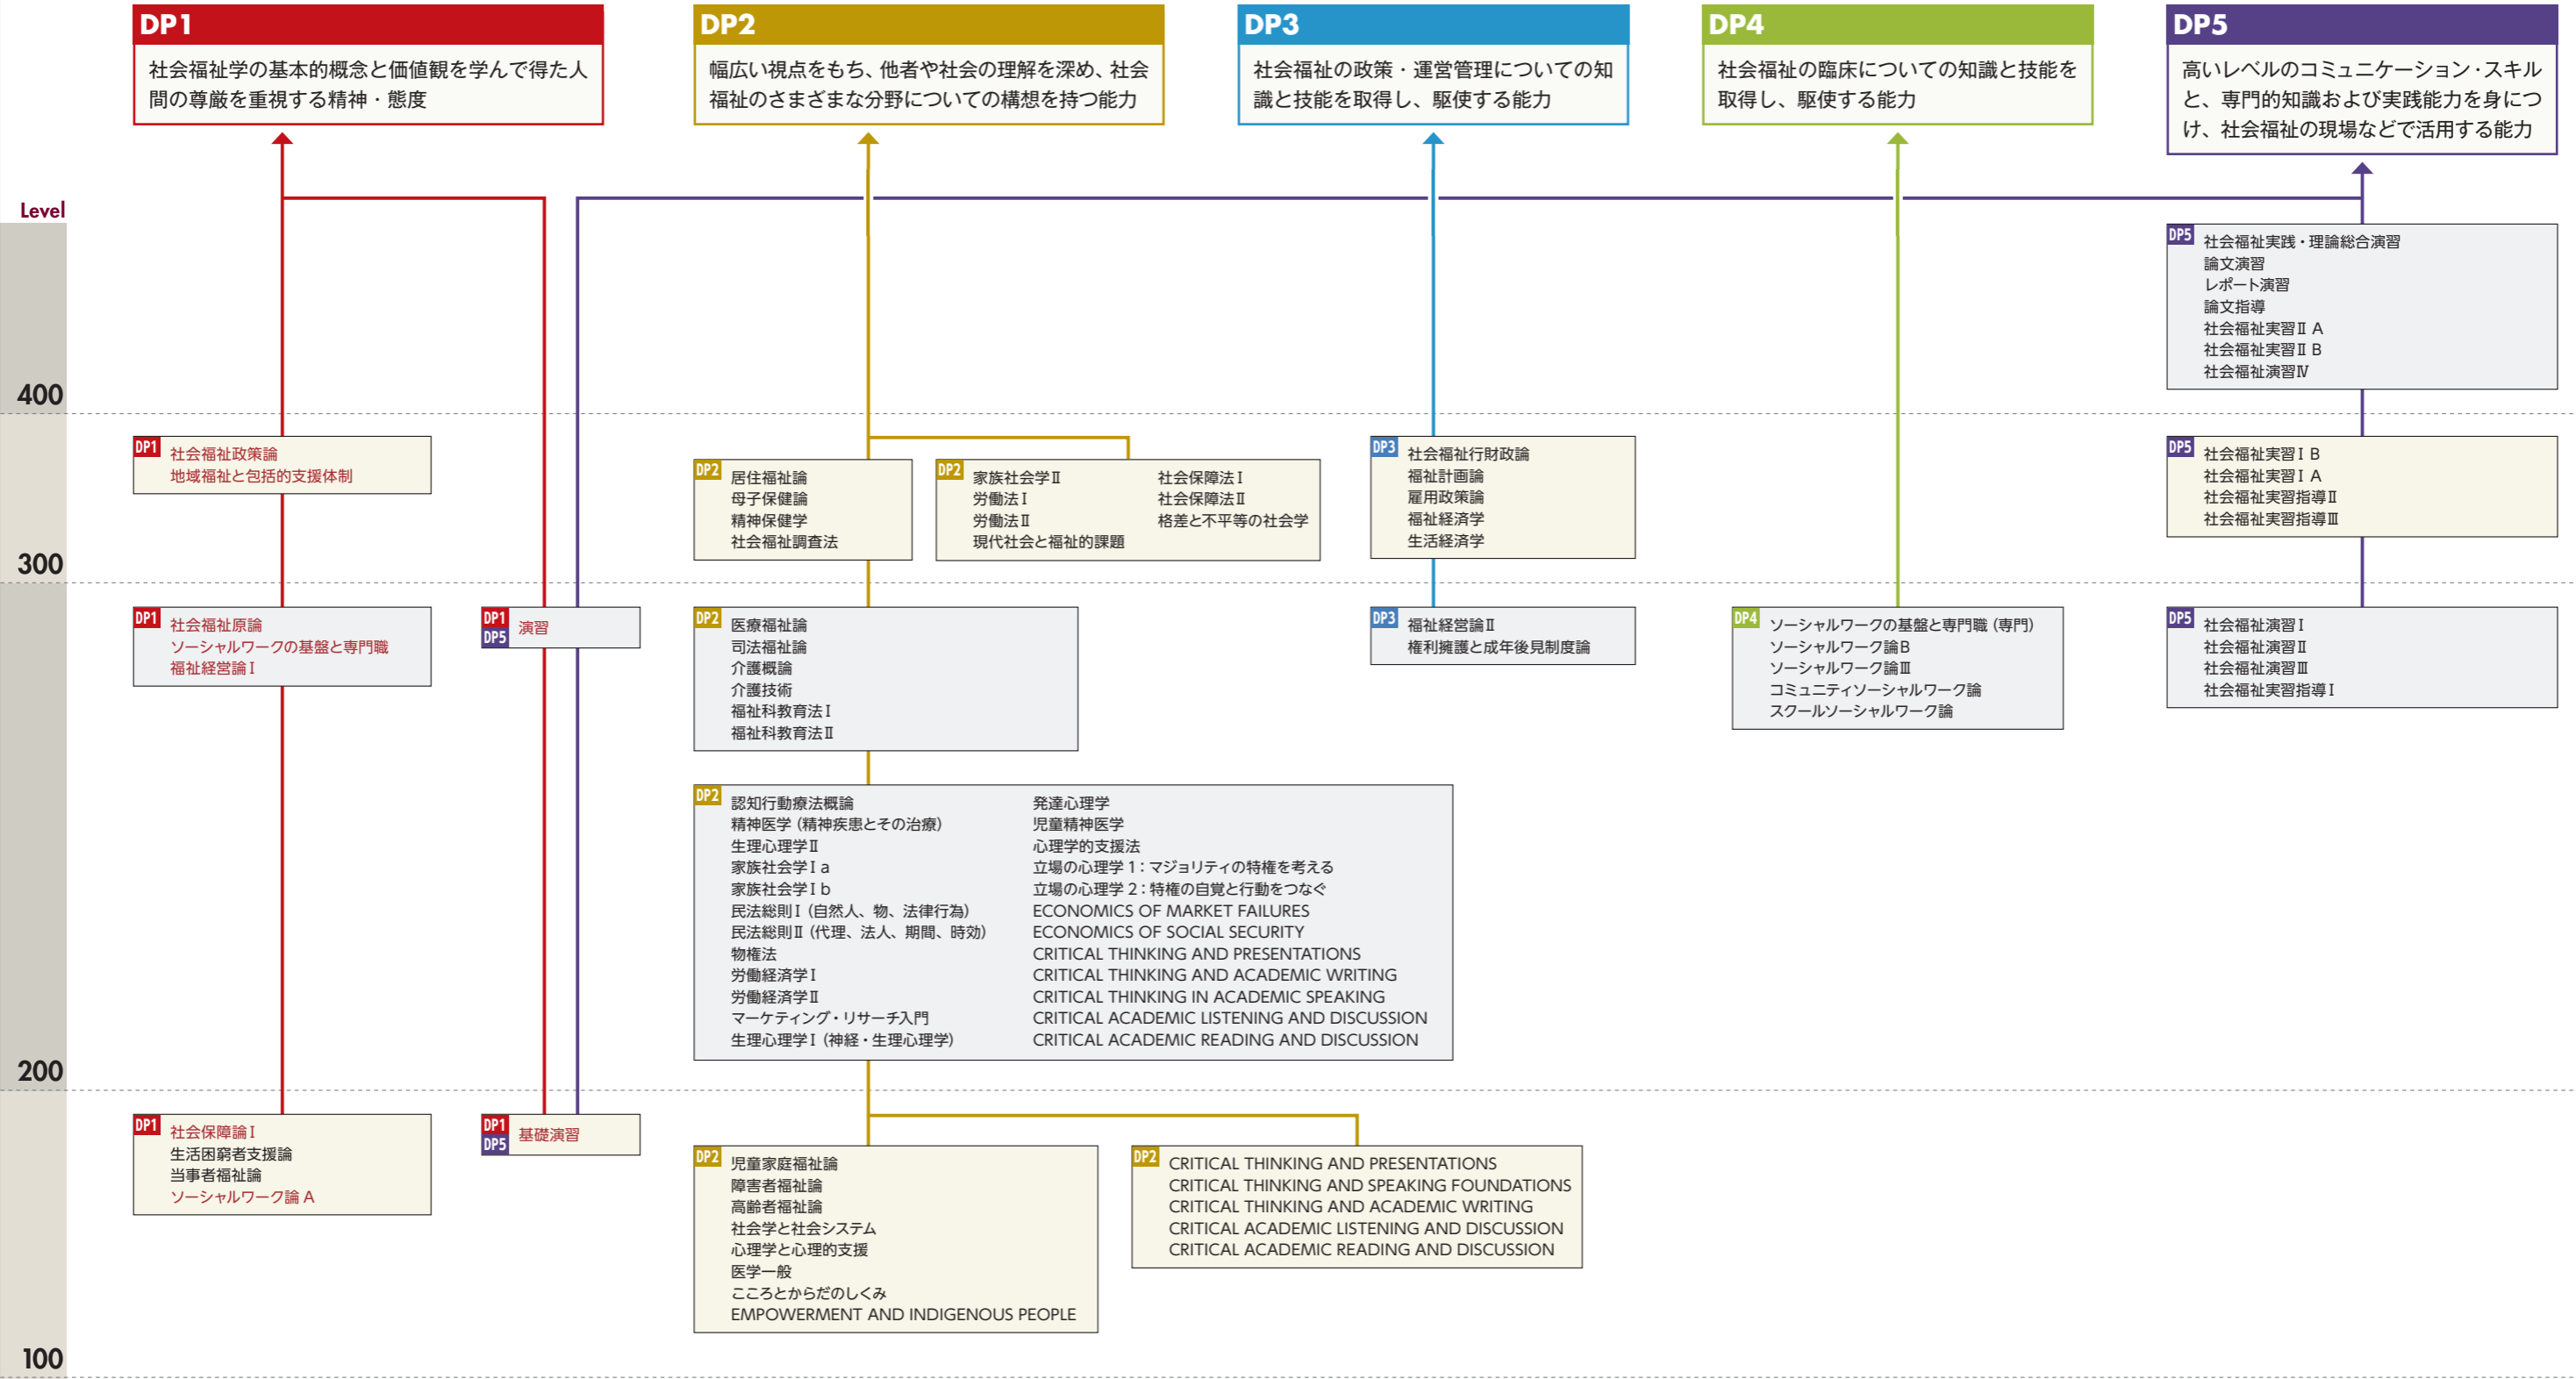 DP1
社会福祉学の基本的概念と価値観を学んで得た人
間の尊厳を重視する精神・態度
DP2
幅広い視点をもち、他者や社会の理解を深め、社会
福祉のさまざまな分野についての構想を持つ能力
DP3
社会福祉の政策・運営管理についての知
識と技能を取得し、駆使する能力
DP4
社会福祉の臨床についての知識と技能を
取得し、駆使する能力
DP5
高いレベルのコミュニケーション・スキル
と、専門的知識および実践能力を身につ
け、社会福祉の現場などで活用する能力
Level
DP5
社会福祉実践・理論総合演習
論文演習
レポート演習
論文指導
社会福祉実習Ⅱ A
社会福祉実習Ⅱ B
社会福祉演習Ⅳ
400
DP1
社会福祉政策論
地域福祉と包括的支援体制
DP2
居住福祉論
母子保健論
精神保健学
社会福祉調査法
DP2
家族社会学Ⅱ
労働法Ⅰ
労働法Ⅱ
現代社会と福祉的課題
社会保障法Ⅰ
社会保障法Ⅱ
格差と不平等の社会学
DP3
社会福祉行財政論
福祉計画論
雇用政策論
福祉経済学
生活経済学
DP5
社会福祉実習Ⅰ B
社会福祉実習Ⅰ A
社会福祉実習指導Ⅱ
社会福祉実習指導Ⅲ
300
DP1
社会福祉原論
ソーシャルワークの基盤と専門職
福祉経営論Ⅰ
DP1
DP5
演習
DP2
医療福祉論
司法福祉論
介護概論
介護技術
福祉科教育法Ⅰ
福祉科教育法Ⅱ
DP3
福祉経営論Ⅱ
権利擁護と成年後見制度論
DP4
ソーシャルワークの基盤と専門職（専門）
ソーシャルワーク論B
ソーシャルワーク論Ⅲ
コミュニティソーシャルワーク論
スクールソーシャルワーク論
DP5
社会福祉演習Ⅰ
社会福祉演習Ⅱ
社会福祉演習Ⅲ
社会福祉実習指導Ⅰ
DP2
認知行動療法概論
精神医学（精神疾患とその治療）
生理心理学Ⅱ
家族社会学Ⅰ a
家族社会学Ⅰ b
民法総則Ⅰ（自然人、物、法律行為）
民法総則Ⅱ（代理、法人、期間、時効）
物権法
労働経済学Ⅰ
労働経済学Ⅱ
マーケティング・リサーチ入門
生理心理学Ⅰ（神経・生理心理学）
発達心理学
児童精神医学
心理学的支援法
立場の心理学 1：マジョリティの特権を考える
立場の心理学 2：特権の自覚と行動をつなぐ
ECONOMICS OF MARKET FAILURES
ECONOMICS OF SOCIAL SECURITY
CRITICAL THINKING AND PRESENTATIONS
CRITICAL THINKING AND ACADEMIC WRITING
CRITICAL THINKING IN ACADEMIC SPEAKING
CRITICAL ACADEMIC LISTENING AND DISCUSSION
CRITICAL ACADEMIC READING AND DISCUSSION
200
DP1
社会保障論Ⅰ
生活困窮者支援論
当事者福祉論
ソーシャルワーク論 A
DP1
DP5
基礎演習
DP2
児童家庭福祉論
障害者福祉論
高齢者福祉論
社会学と社会システム
心理学と心理的支援
医学一般
こころとからだのしくみ
EMPOWERMENT AND INDIGENOUS PEOPLE
DP2
CRITICAL THINKING AND PRESENTATIONS
CRITICAL THINKING AND SPEAKING FOUNDATIONS
CRITICAL THINKING AND ACADEMIC WRITING
CRITICAL ACADEMIC LISTENING AND DISCUSSION
CRITICAL ACADEMIC READING AND DISCUSSION
100